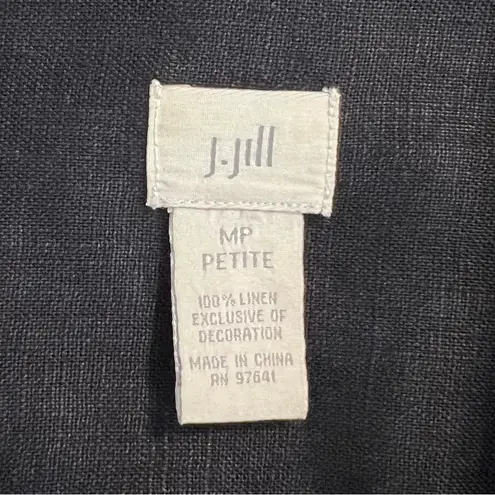 J.Jill
MP
PETITE
100% LINEN
EXCLUSIVE OF
DECORATION
MADE IN CHINA
RN 97641